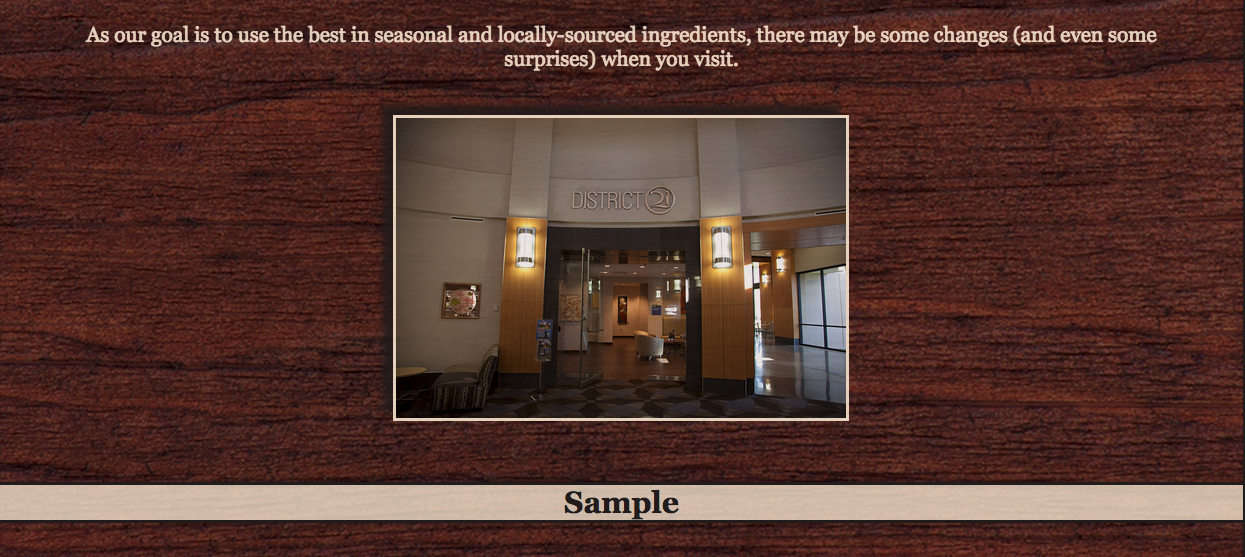 As our goal is to use the best in seasonal and locally-sourced ingredients, there may be some changes (and even some
surprises) when you visit.
DISTRICT 21
Sample